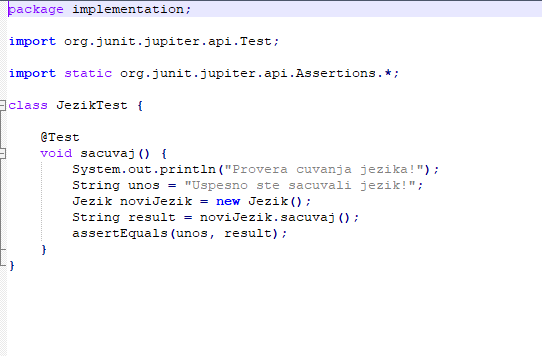 package implementation;
import org.junit.jupiter.api.Test;
import static org.junit.jupiter.api.Assertions.*;
class JezikTest {
@Test
void sacuvaj() {
System.out.println("Provera cuvanja jezika!");
String unos = "Uspesno ste sacuvali jezik!";
Jezik noviJezik = new Jezik();
String result = noviJezik.sacuvaj();
assertEquals(unos, result);
}
}